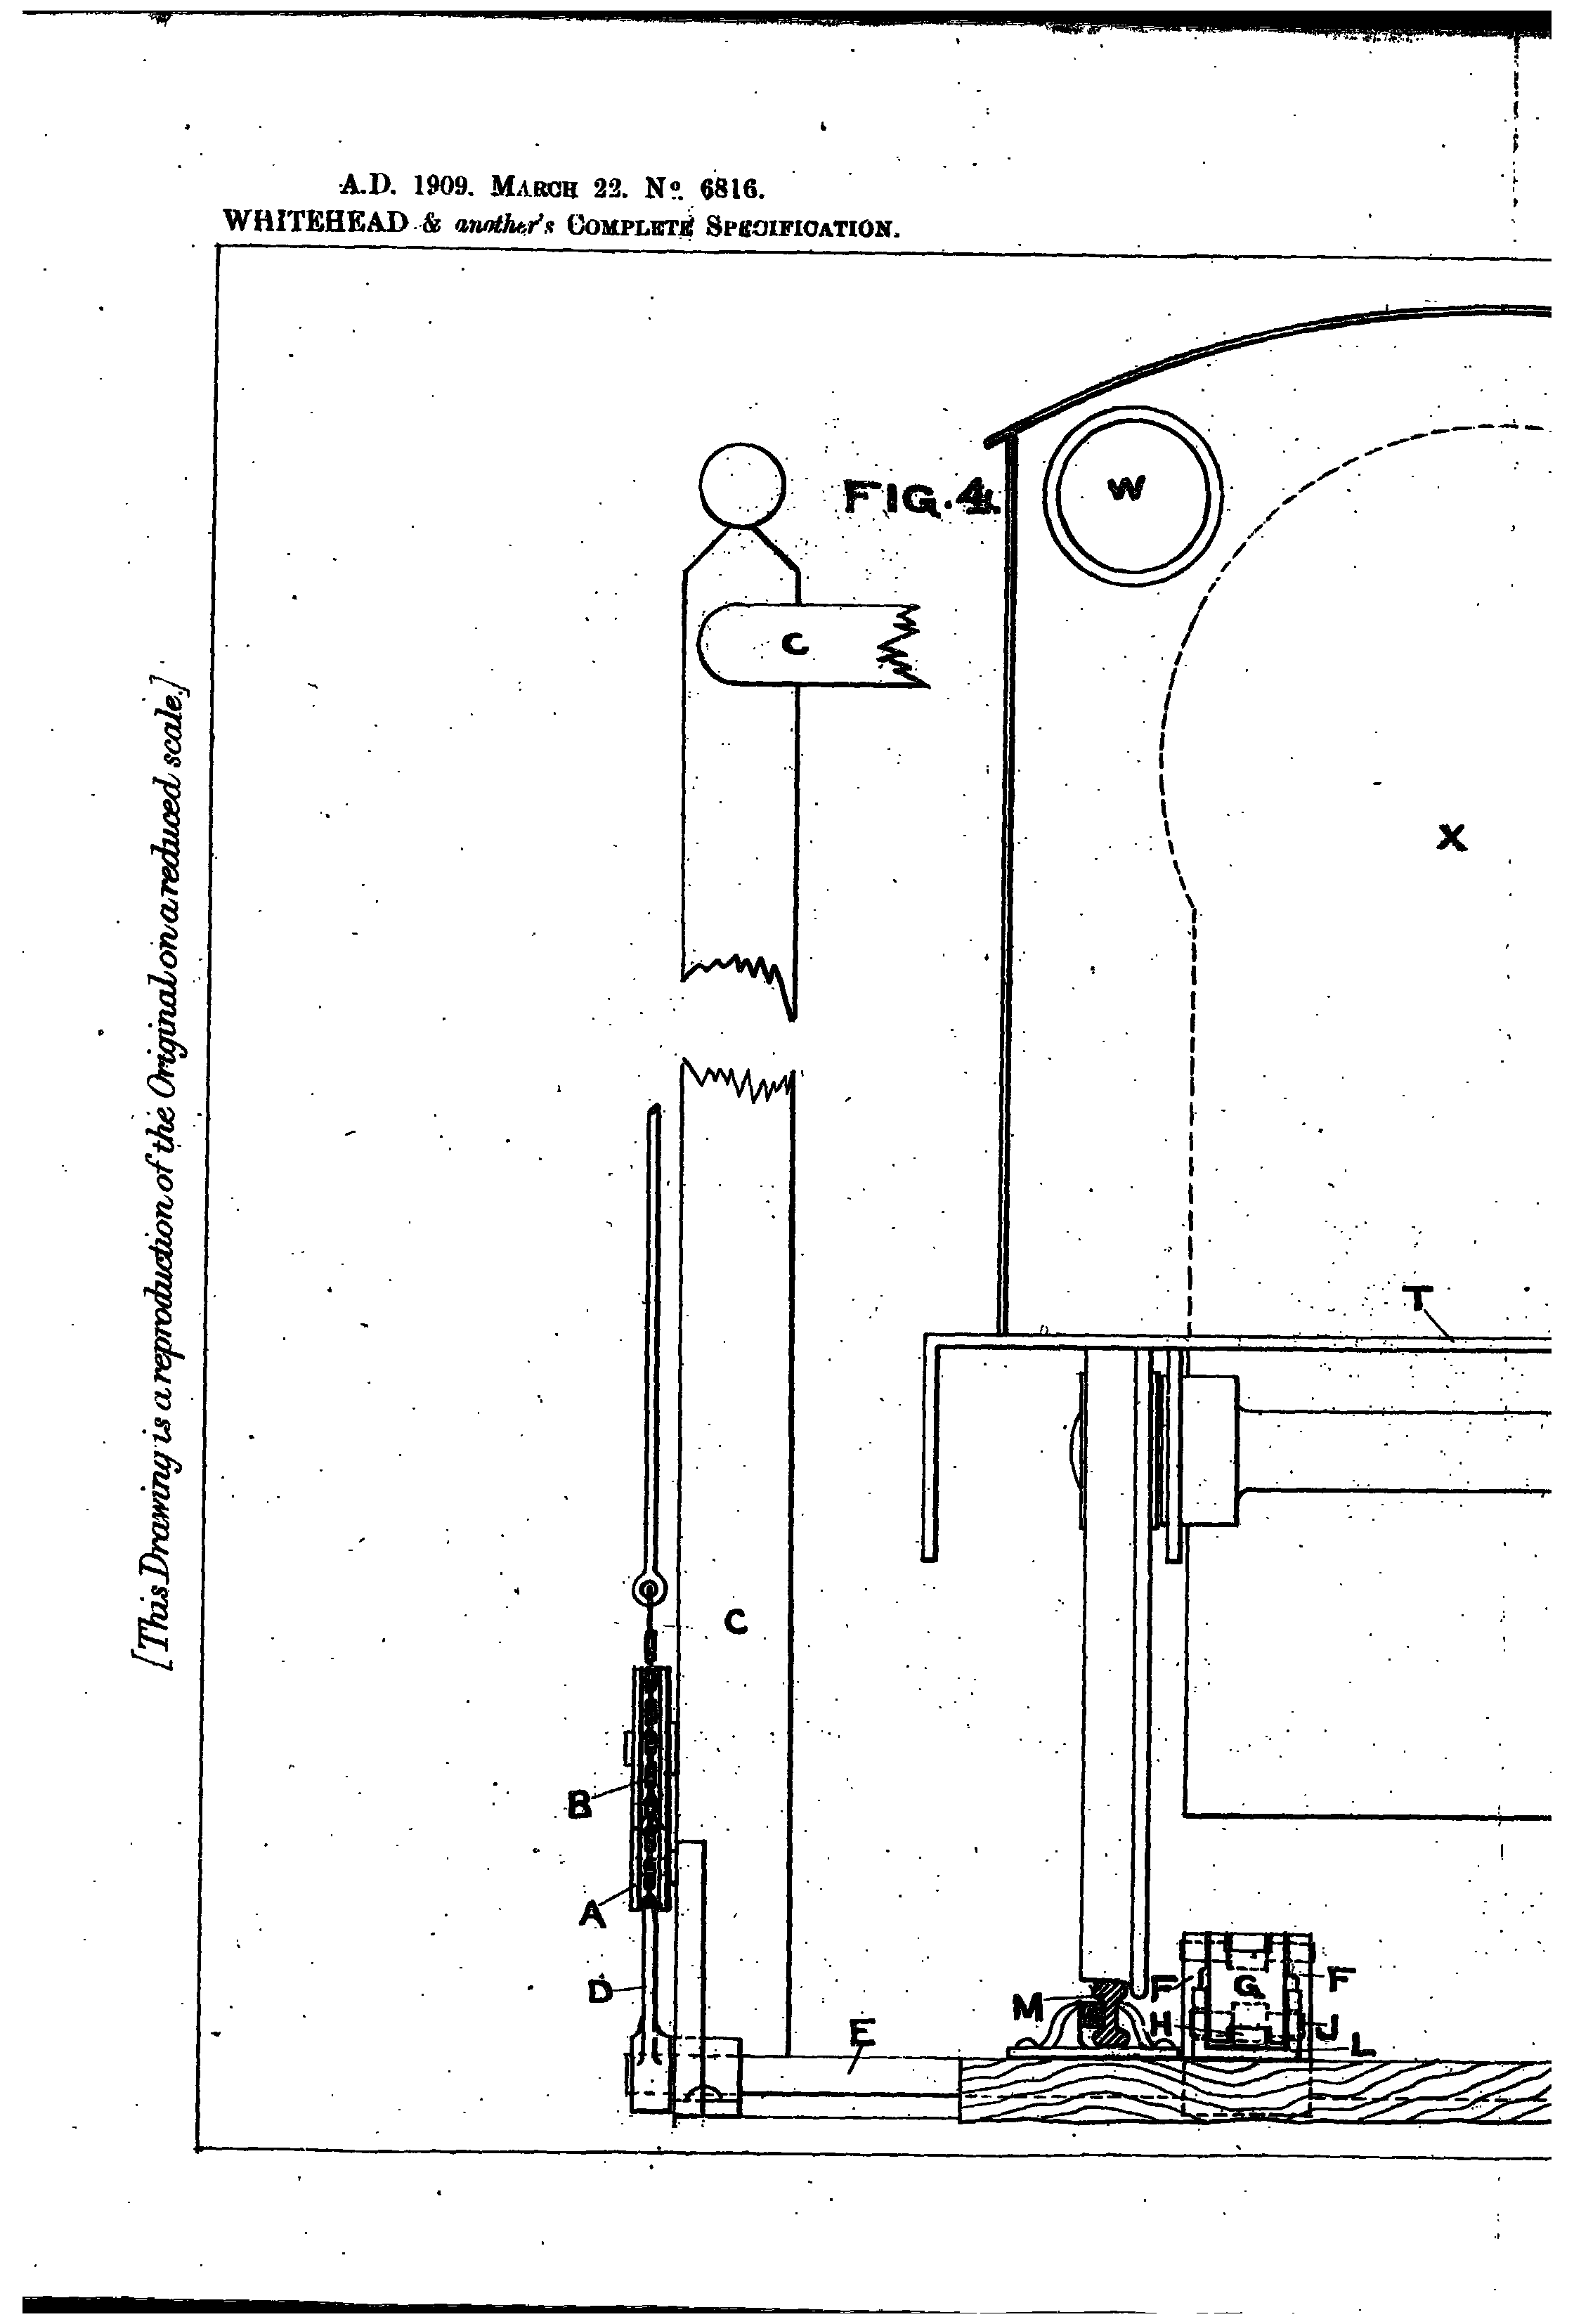 A.D. 1909. MARCH 22. No. 6816.
WHITEHEAD & another's COMPLETE SPECIFICATION.
[This Drawing is a reproduction of the Original on a reduced scale.]
FIG. 4.
W
C
X
T
C
B
A
D
E
M
F
G
F
H
J
L